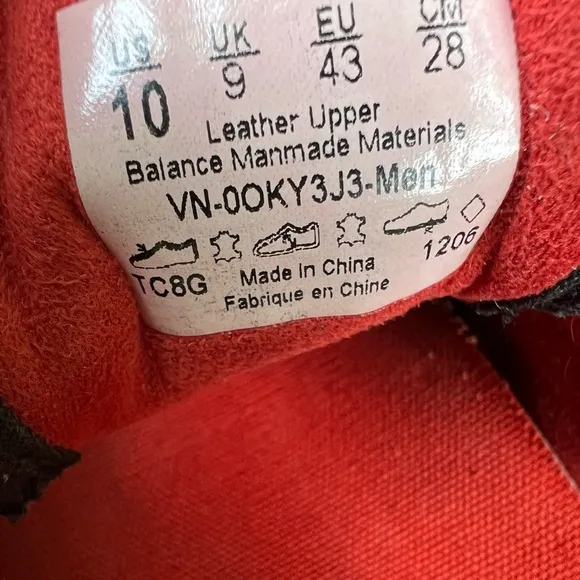 US UK EU CM
10 9 43 28
Leather Upper
Balance Manmade Materials
VN-0OKY3J3-Men
TC8G Made In China 1206
Fabrique en Chine